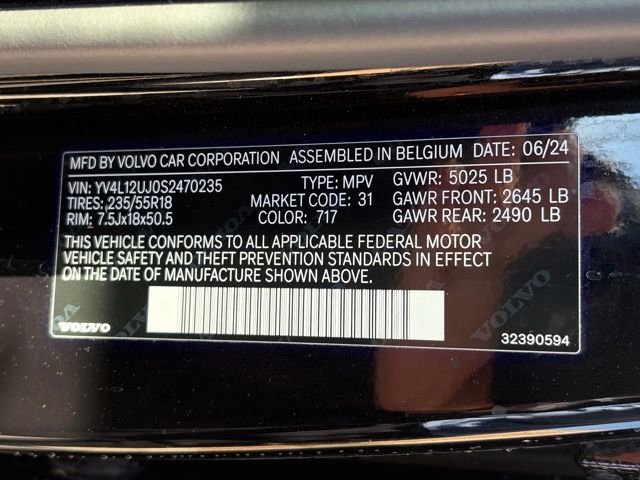 MFD BY VOLVO CAR CORPORATION ASSEMBLED IN BELGIUM DATE: 06/24
VIN: YV4L12UJ0S2470235 TYPE: MPV GVWR: 5025 LB
TIRES: 235/55R18 MARKET CODE: 31 GAWR FRONT: 2645 LB
RIM: 7.5Jx18x50.5 COLOR: 717 GAWR REAR: 2490 LB
THIS VEHICLE CONFORMS TO ALL APPLICABLE FEDERAL MOTOR
VEHICLE SAFETY AND THEFT PREVENTION STANDARDS IN EFFECT
ON THE DATE OF MANUFACTURE SHOWN ABOVE.
VOLVO
VOLVO
32390594